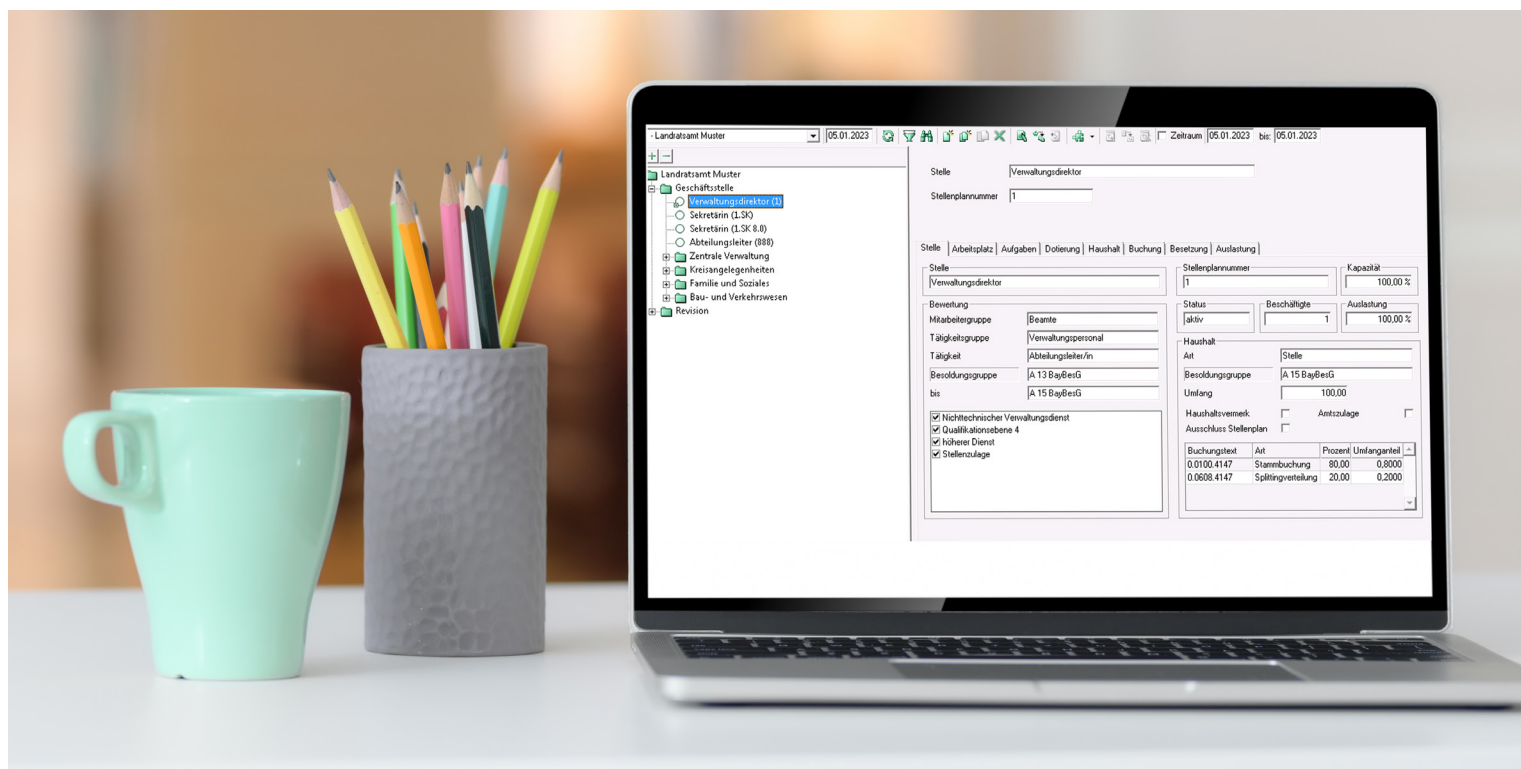 - Landratsamt Muster 05.01.2023 Zeitraum 05.01.2023 bis: 05.01.2023
Landratsamt Muster
Geschäftsstelle
Verwaltungsdirektor (1)
Sekretärin (1.SK)
Sekretärin (1.SK 8.0)
Abteilungsleiter (888)
Zentrale Verwaltung
Kreisangelegenheiten
Familie und Soziales
Bau- und Verkehrswesen
Revision
Stelle Verwaltungsdirektor
Stellenplannummer 1
Stelle Arbeitsplatz Aufgaben Dotierung Haushalt Buchung Besetzung Auslastung
Stelle
Verwaltungsdirektor
Stellenplannummer
1
Kapazität
100,00 %
Bewertung
Mitarbeitergruppe Beamte
Tätigkeitsgruppe Verwaltungspersonal
Tätigkeit Abteilungsleiter/in
Besoldungsgruppe A 13 BayBesG
bis A 15 BayBesG
Nichttechnischer Verwaltungsdienst
Qualifikationsebene 4
höherer Dienst
Stellenzulage
Status
aktiv
Beschäftigte
1
Auslastung
100,00 %
Haushalt
Art Stelle
Besoldungsgruppe A 15 BayBesG
Umfang 100,00
Haushaltsvermerk Amtszulage
Ausschluss Stellenplan
Buchungstext Art Prozent Umfanganteil
0.0100.4147 Stammbuchung 80,00 0,8000
0.0608.4147 Splittingverteilung 20,00 0,2000